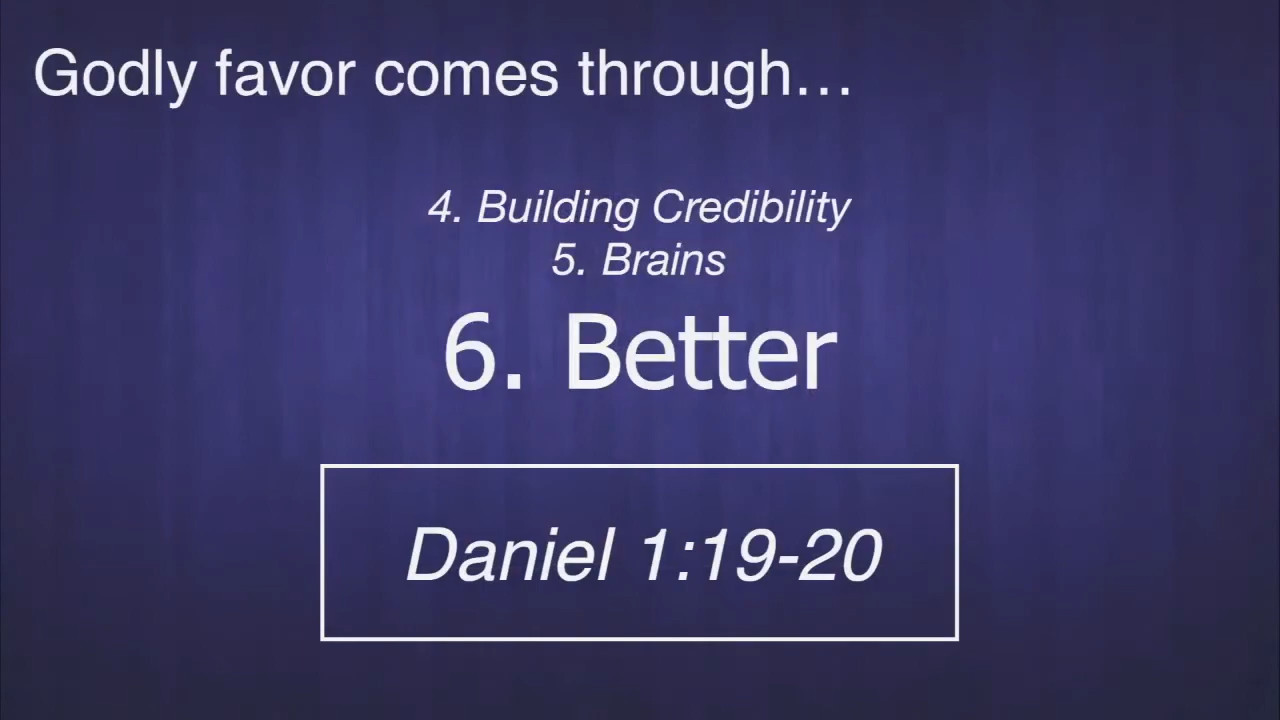 Godly favor comes through…
4. Building Credibility
5. Brains
6. Better
Daniel 1:19-20